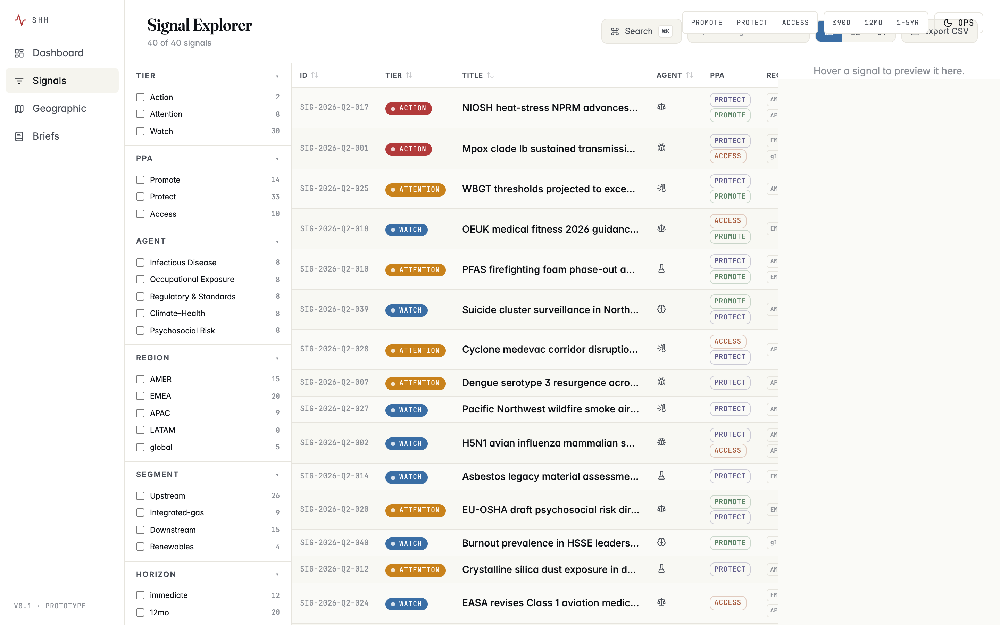 SHH
Dashboard
Signals
Geographic
Briefs
V0.1 · PROTOTYPE
Signal Explorer
40 of 40 signals
Search ⌘K
PROMOTE PROTECT ACCESS
≤90D 12MO 1-5YR
OPS
Export CSV
TIER
Action 2
Attention 8
Watch 30
PPA
Promote 14
Protect 33
Access 10
AGENT
Infectious Disease 8
Occupational Exposure 8
Regulatory & Standards 8
Climate–Health 8
Psychosocial Risk 8
REGION
AMER 15
EMEA 20
APAC 9
LATAM 0
global 5
SEGMENT
Upstream 26
Integrated-gas 9
Downstream 15
Renewables 4
HORIZON
immediate 12
12mo 20
ID TIER TITLE AGENT PPA
SIG-2026-Q2-017 ACTION NIOSH heat-stress NPRM advances... PROTECT AM
PROMOTE AP
SIG-2026-Q2-001 ACTION Mpox clade Ib sustained transmissi... PROTECT EM
ACCESS gl
SIG-2026-Q2-025 ATTENTION WBGT thresholds projected to exce... PROTECT AM
PROMOTE
SIG-2026-Q2-018 WATCH OEUK medical fitness 2026 guidanc... ACCESS EM
PROMOTE
SIG-2026-Q2-010 ATTENTION PFAS firefighting foam phase-out a... PROTECT AM
PROMOTE EM
SIG-2026-Q2-039 WATCH Suicide cluster surveillance in North... PROMOTE AM
PROTECT
SIG-2026-Q2-028 ATTENTION Cyclone medevac corridor disruptio... ACCESS AP
PROTECT
SIG-2026-Q2-007 ATTENTION Dengue serotype 3 resurgence acro... PROTECT AP
SIG-2026-Q2-027 WATCH Pacific Northwest wildfire smoke air... PROTECT AM
SIG-2026-Q2-002 WATCH H5N1 avian influenza mammalian s... PROTECT AM
ACCESS AP
SIG-2026-Q2-014 WATCH Asbestos legacy material assessme... PROTECT EM
SIG-2026-Q2-020 ATTENTION EU-OSHA draft psychosocial risk dir... PROMOTE EM
PROTECT
SIG-2026-Q2-040 WATCH Burnout prevalence in HSSE leaders... PROMOTE gl
SIG-2026-Q2-012 ATTENTION Crystalline silica dust exposure in d... PROTECT AM
SIG-2026-Q2-024 WATCH EASA revises Class 1 aviation medic... ACCESS EM
AP
Hover a signal to preview it here.